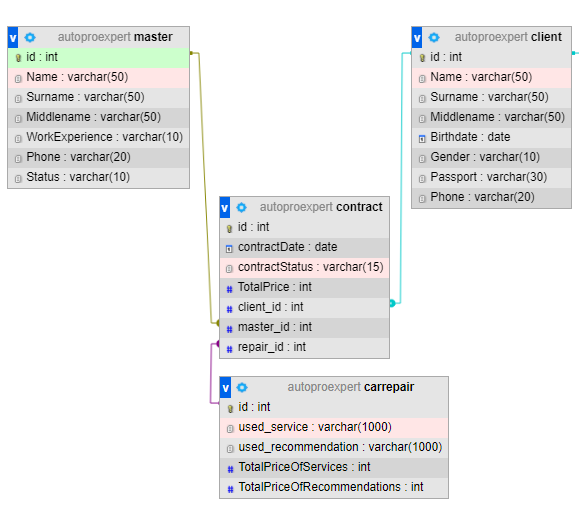 v autoproexpert master
id : int
Name : varchar(50)
Surname : varchar(50)
Middlename : varchar(50)
WorkExperience : varchar(10)
Phone : varchar(20)
Status : varchar(10)
v autoproexpert client
id : int
Name : varchar(50)
Surname : varchar(50)
Middlename : varchar(50)
Birthdate : date
Gender : varchar(10)
Passport : varchar(30)
Phone : varchar(20)
v autoproexpert contract
id : int
contractDate : date
contractStatus : varchar(15)
# TotalPrice : int
# client_id : int
# master_id : int
# repair_id : int
v autoproexpert carrepair
id : int
used_service : varchar(1000)
used_recommendation : varchar(1000)
# TotalPriceOfServices : int
# TotalPriceOfRecommendations : int